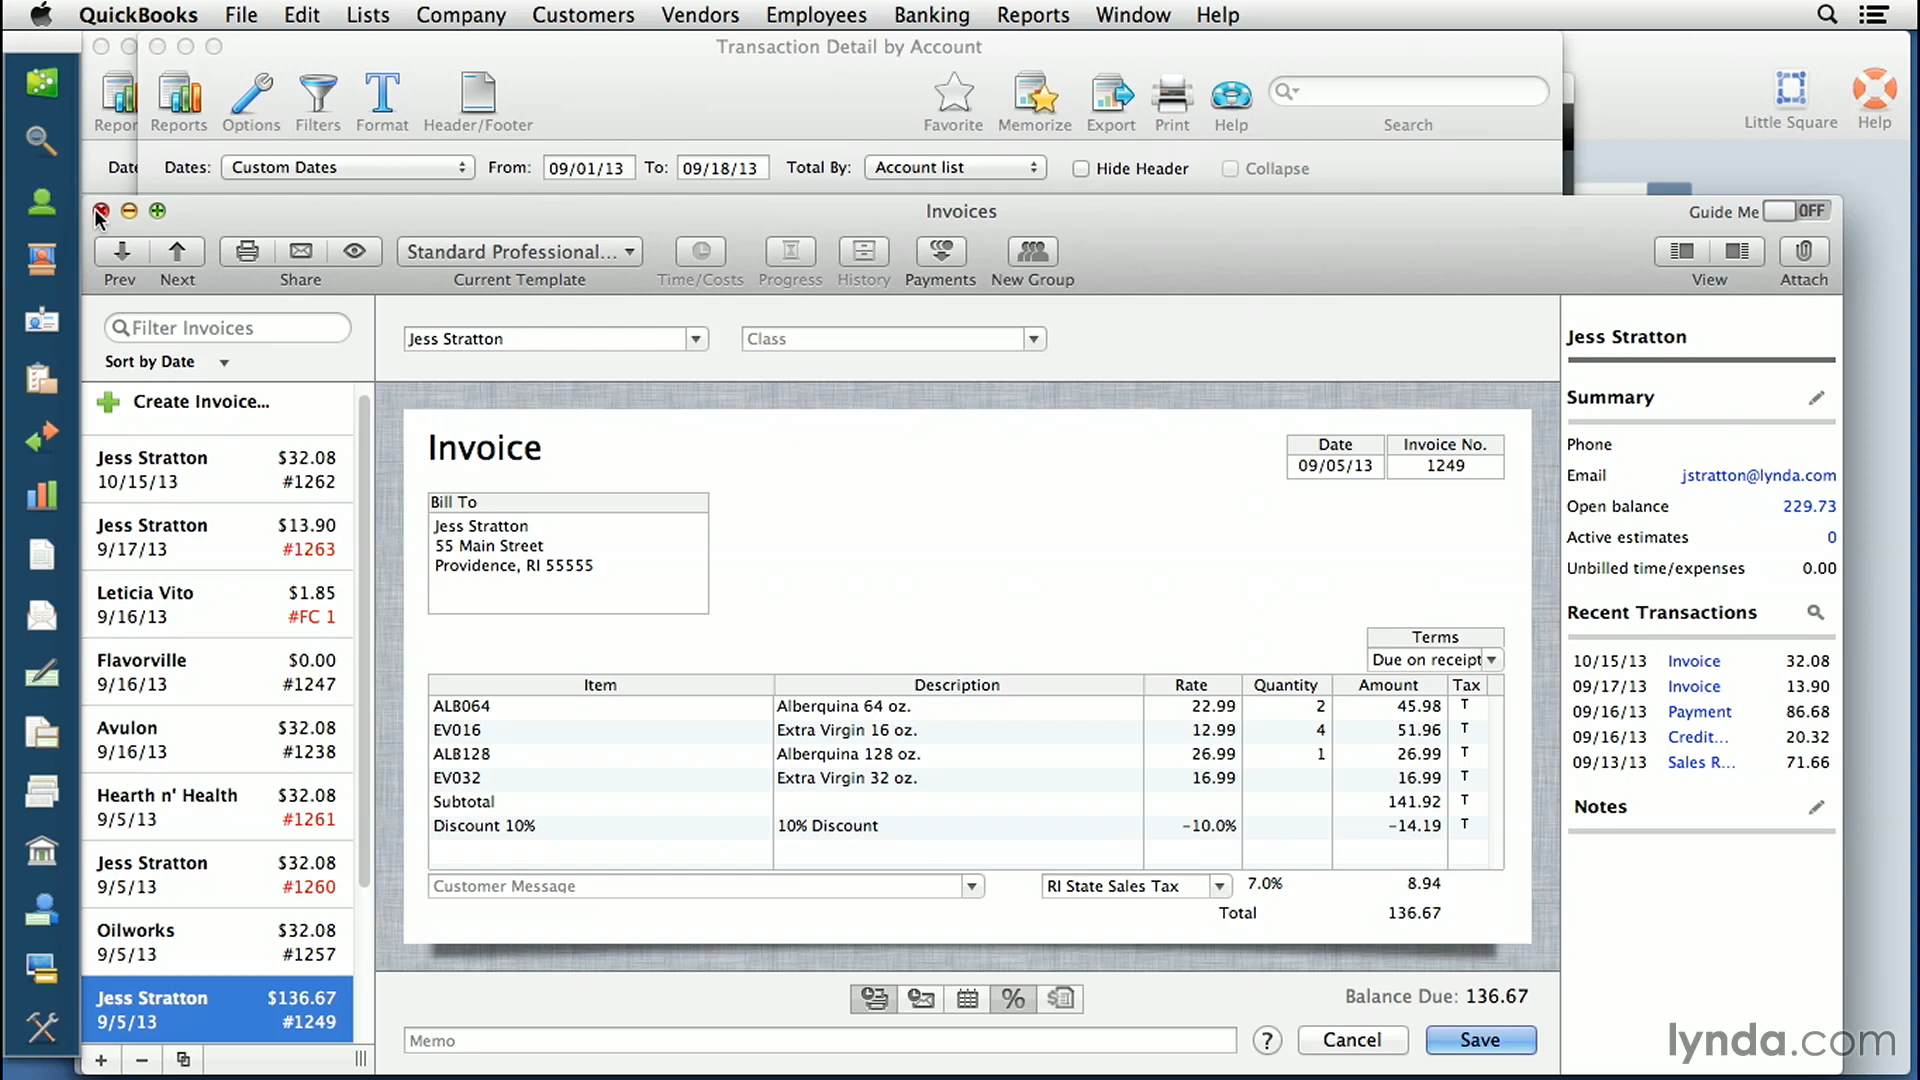 QuickBooks File Edit Lists Company Customers Vendors Employees Banking Reports Window Help
Transaction Detail by Account
Repor Reports Options Filters Format Header/Footer Favorite Memorize Export Print Help Search Little Square Help
Date Dates: Custom Dates From: 09/01/13 To: 09/18/13 Total By: Account list Hide Header Collapse
Invoices Guide Me OFF
Standard Professional...
Prev Next Share Current Template Time/Costs Progress History Payments New Group View Attach
Filter Invoices
Sort by Date
Create Invoice...
Jess Stratton $32.08
10/15/13 #1262
Jess Stratton $13.90
9/17/13 #1263
Leticia Vito $1.85
9/16/13 #FC 1
Flavorville $0.00
9/16/13 #1247
Avulon $32.08
9/16/13 #1238
Hearth n' Health $32.08
9/5/13 #1261
Jess Stratton $32.08
9/5/13 #1260
Oilworks $32.08
9/5/13 #1257
Jess Stratton $136.67
9/5/13 #1249
Jess Stratton Class
Invoice
Date Invoice No.
09/05/13 1249
Bill To
Jess Stratton
55 Main Street
Providence, RI 55555
Terms
Due on receipt
Item Description Rate Quantity Amount Tax
ALB064 Alberquina 64 oz. 22.99 2 45.98 T
EV016 Extra Virgin 16 oz. 12.99 4 51.96 T
ALB128 Alberquina 128 oz. 26.99 1 26.99 T
EV032 Extra Virgin 32 oz. 16.99 16.99 T
Subtotal 141.92 T
Discount 10% 10% Discount -10.0% -14.19 T
Customer Message RI State Sales Tax 7.0% 8.94
Total 136.67
% Balance Due: 136.67
Memo ? Cancel Save
Jess Stratton
Summary
Phone
Email jstratton@lynda.com
Open balance 229.73
Active estimates 0
Unbilled time/expenses 0.00
Recent Transactions
10/15/13 Invoice 32.08
09/17/13 Invoice 13.90
09/16/13 Payment 86.68
09/16/13 Credit... 20.32
09/13/13 Sales R... 71.66
Notes
lynda.com